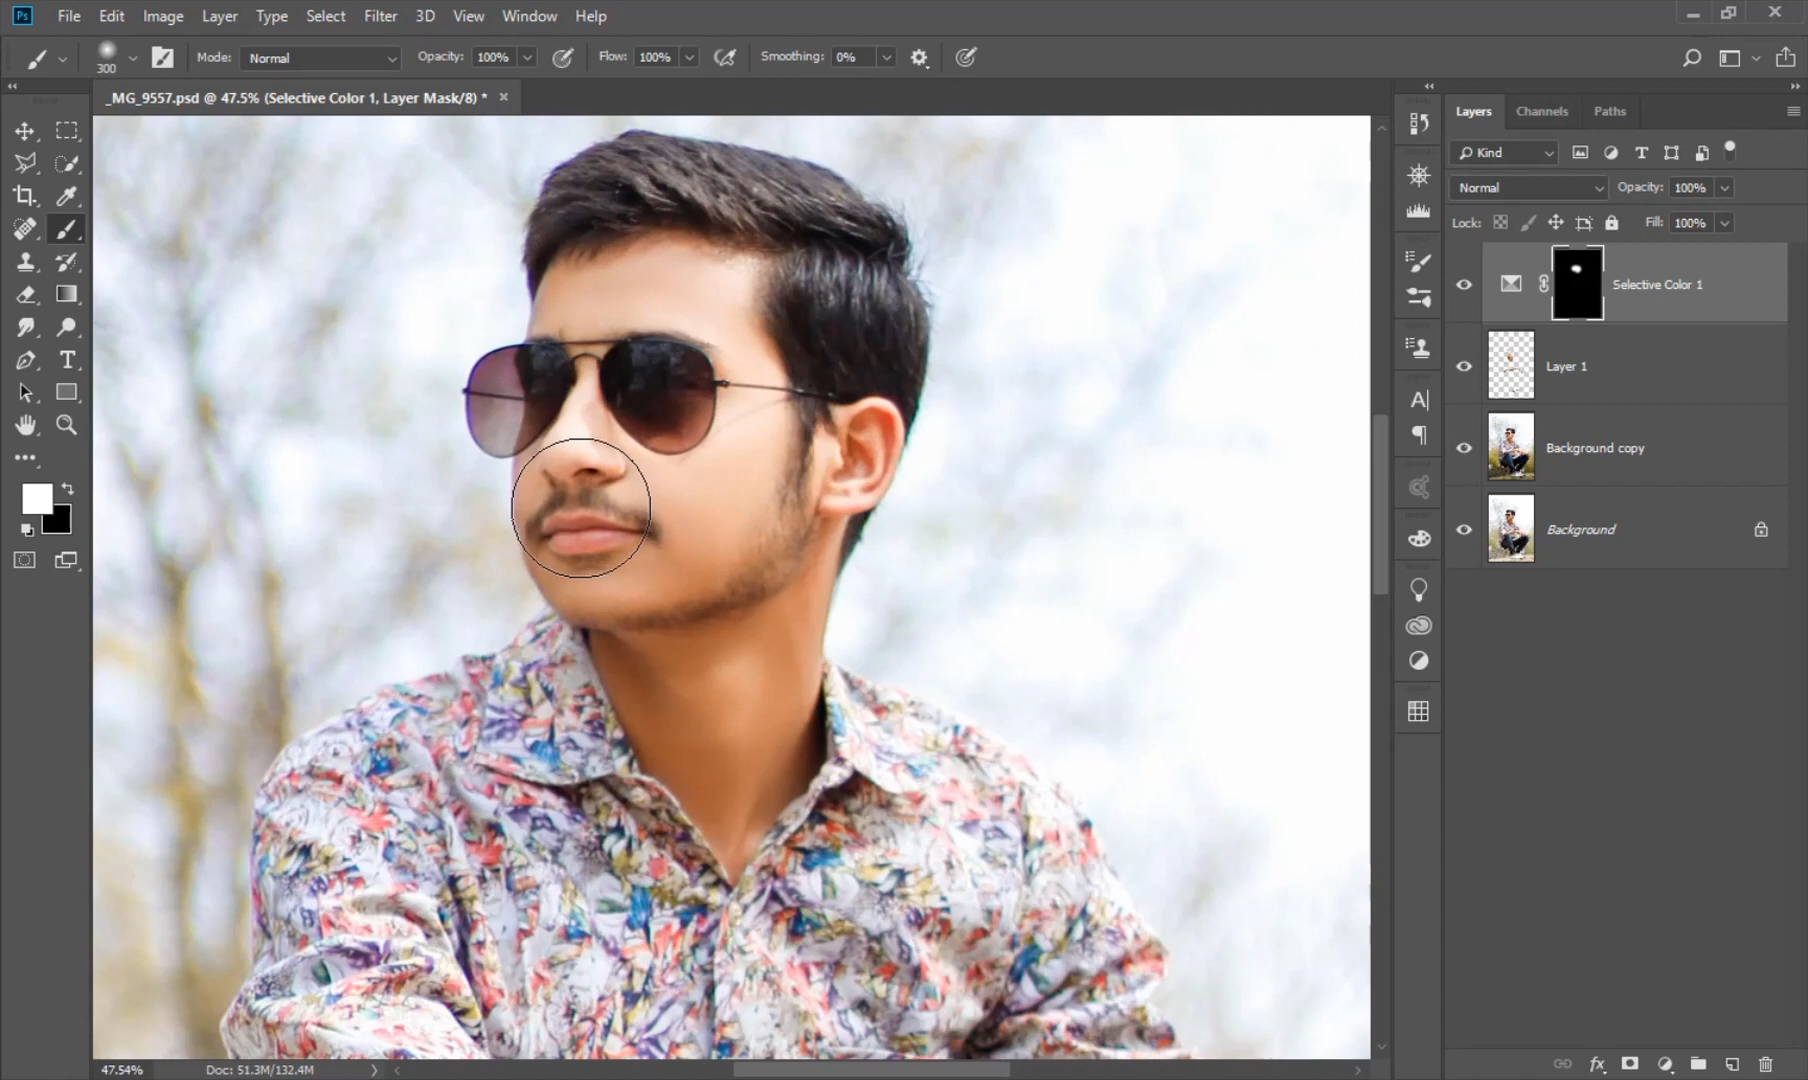 Ps File Edit Image Layer Type Select Filter 3D View Window Help
300 Mode: Normal Opacity: 100% Flow: 100% Smoothing: 0%
_MG_9557.psd @ 47.5% (Selective Color 1, Layer Mask/8) *
Layers Channels Paths
Kind
Normal Opacity: 100%
Lock: Fill: 100%
Selective Color 1
Layer 1
Background copy
Background
47.54% Doc: 51.3M/132.4M